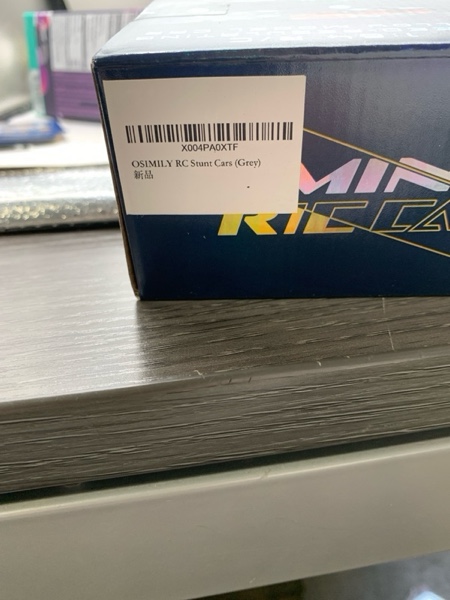 X004PA0XTF
OSIMILY RC Stunt Cars (Grey)
新品